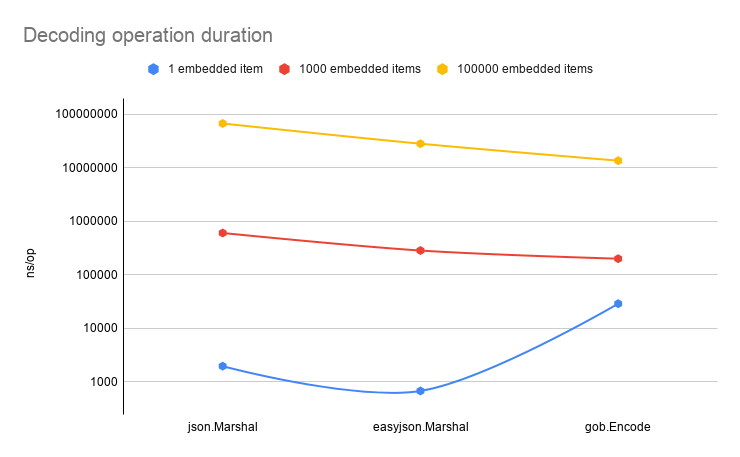 Decoding operation duration
1 embedded item 1000 embedded items 100000 embedded items
100000000
10000000
1000000
100000
10000
1000
ns/op
json.Marshal easyjson.Marshal gob.Encode